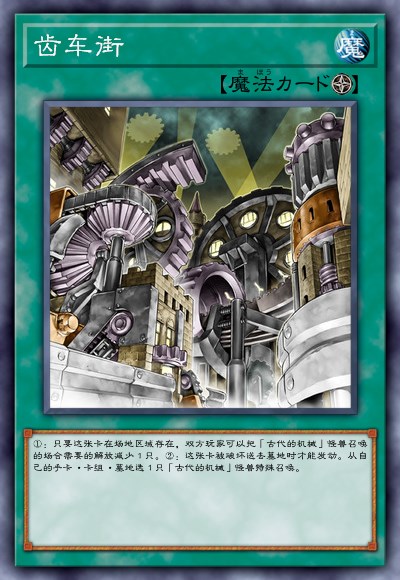 齿车街
魔
【魔法カード】
まほう
①：只要这张卡在场地区域存在，双方玩家可以把「古代的机械」怪兽召唤
的场合需要的解放减少1只。②：这张卡被破坏送去墓地时才能发动。从自
己的手卡·卡组·墓地选1只「古代的机械」怪兽特殊召唤。